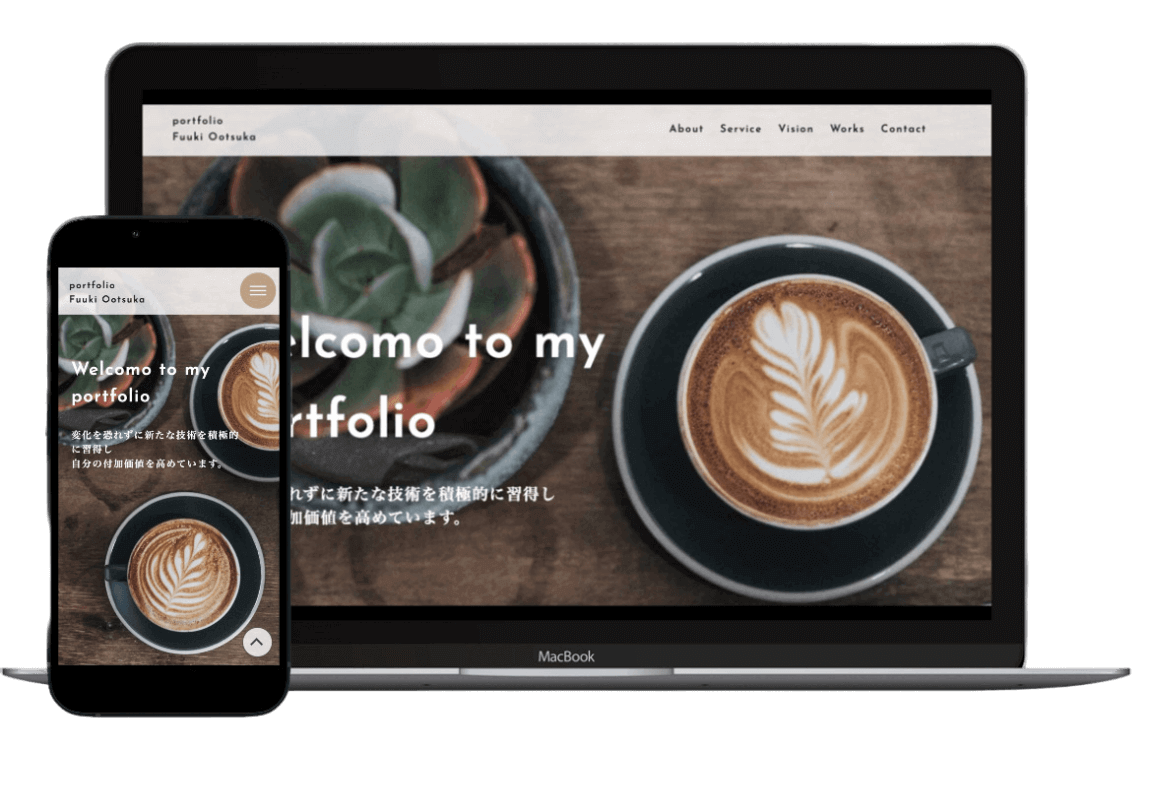 portfolio
Fuuki Ootsuka
About Service Vision Works Contact
elcomo to my
rtfolio
れずに新たな技術を積極的に習得し
加価値を高めています。
MacBook
portfolio
Fuuki Ootsuka
Welcomo to my
portfolio
変化を恐れずに新たな技術を積極的
に習得し
自分の付加価値を高めています。